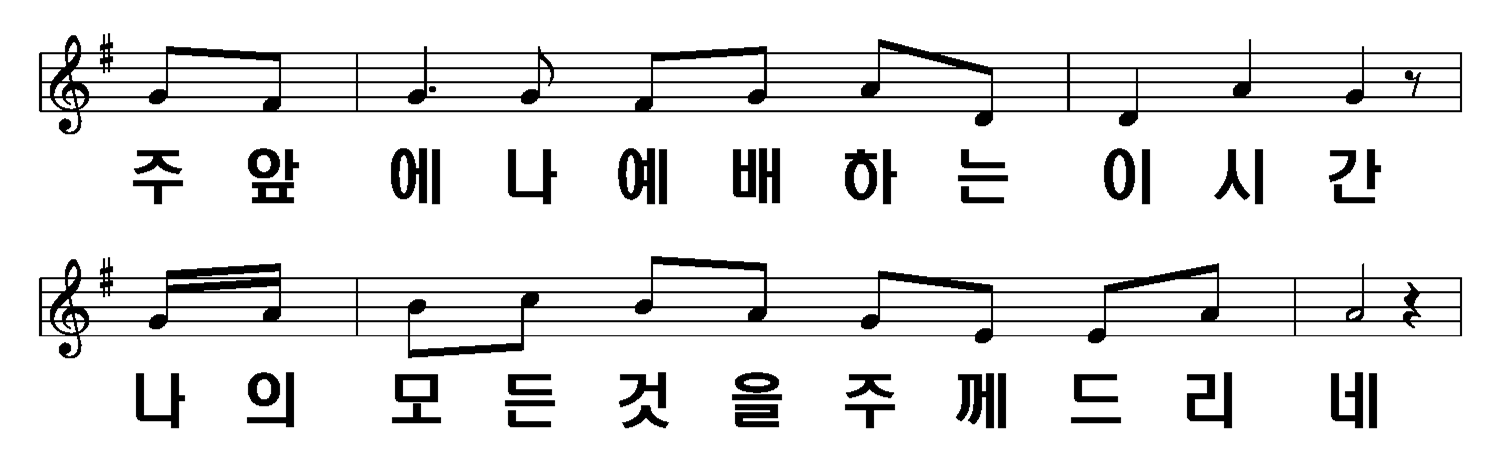 주 앞 에 나 예 배 하 는 이 시 간
나 의 모 든 것 을 주 께 드 리 네